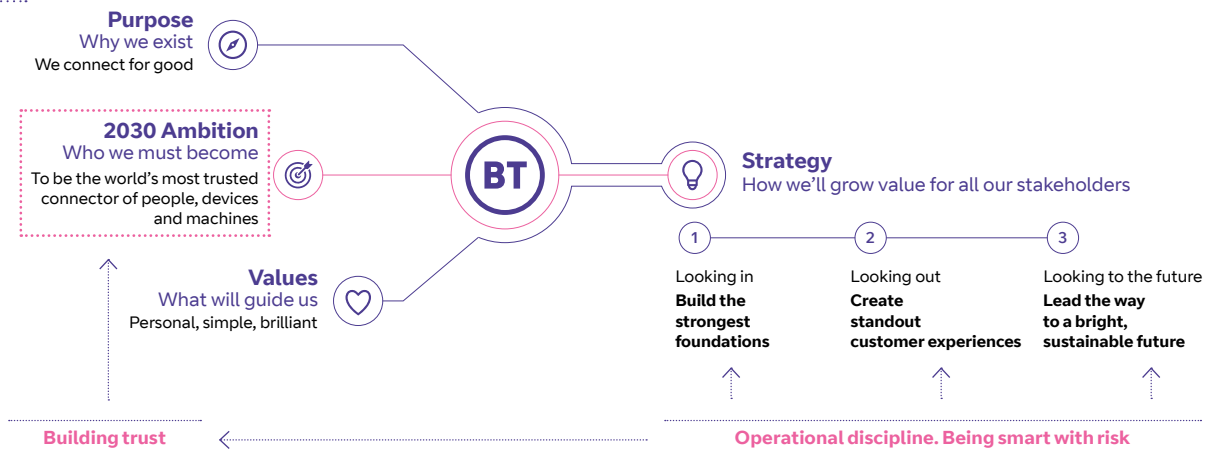 Purpose
Why we exist
We connect for good
2030 Ambition
Who we must become
To be the world's most trusted
connector of people, devices
and machines
Values
What will guide us
Personal, simple, brilliant
BT
Strategy
How we'll grow value for all our stakeholders
1
Looking in
Build the
strongest
foundations
2
Looking out
Create
standout
customer experiences
3
Looking to the future
Lead the way
to a bright,
sustainable future
Building trust
Operational discipline. Being smart with risk